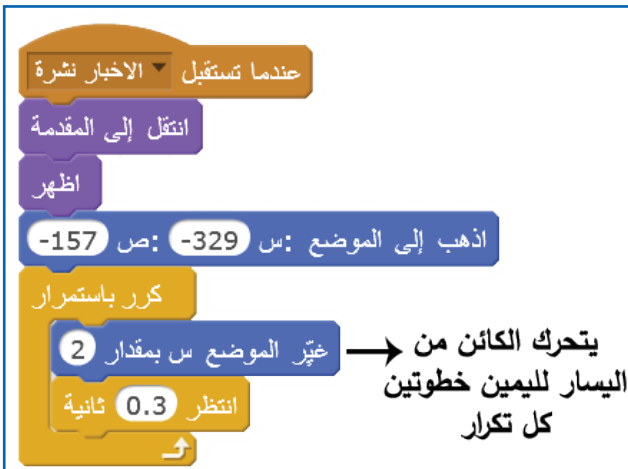 عندما تستقبل الاخبار نشرة
انتقل إلى المقدمة
اظهر
اذهب إلى الموضع :س 329- :ص 157-
كرر باستمرار
غيّر الموضع س بمقدار 2
انتظر 0.3 ثانية
يتحرك الكائن من
اليسار لليمين خطوتين
كل تكرار